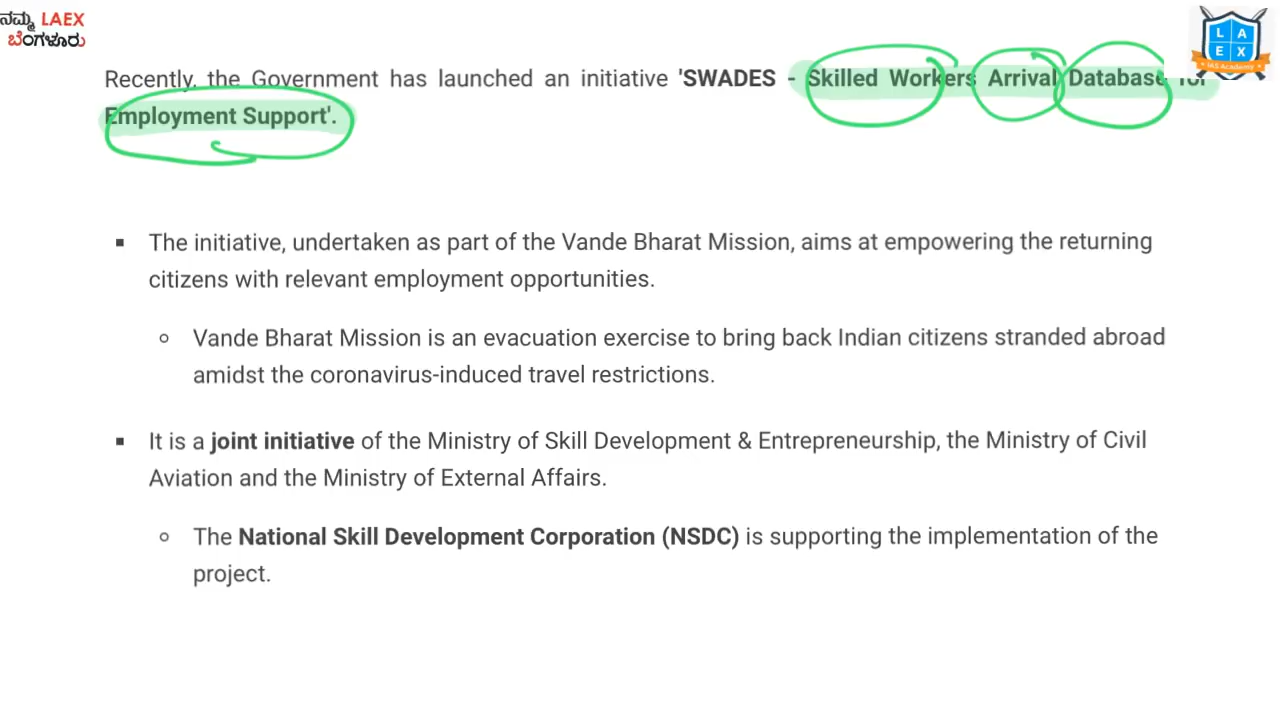 ನಮ್ಮ LAEX
ಬೆಂಗಳೂರು
L A
E X
IAS Academy
Recently, the Government has launched an initiative 'SWADES - Skilled Workers Arrival Database for
Employment Support'.
▪ The initiative, undertaken as part of the Vande Bharat Mission, aims at empowering the returning
citizens with relevant employment opportunities.
○ Vande Bharat Mission is an evacuation exercise to bring back Indian citizens stranded abroad
amidst the coronavirus-induced travel restrictions.
▪ It is a joint initiative of the Ministry of Skill Development & Entrepreneurship, the Ministry of Civil
Aviation and the Ministry of External Affairs.
○ The National Skill Development Corporation (NSDC) is supporting the implementation of the
project.